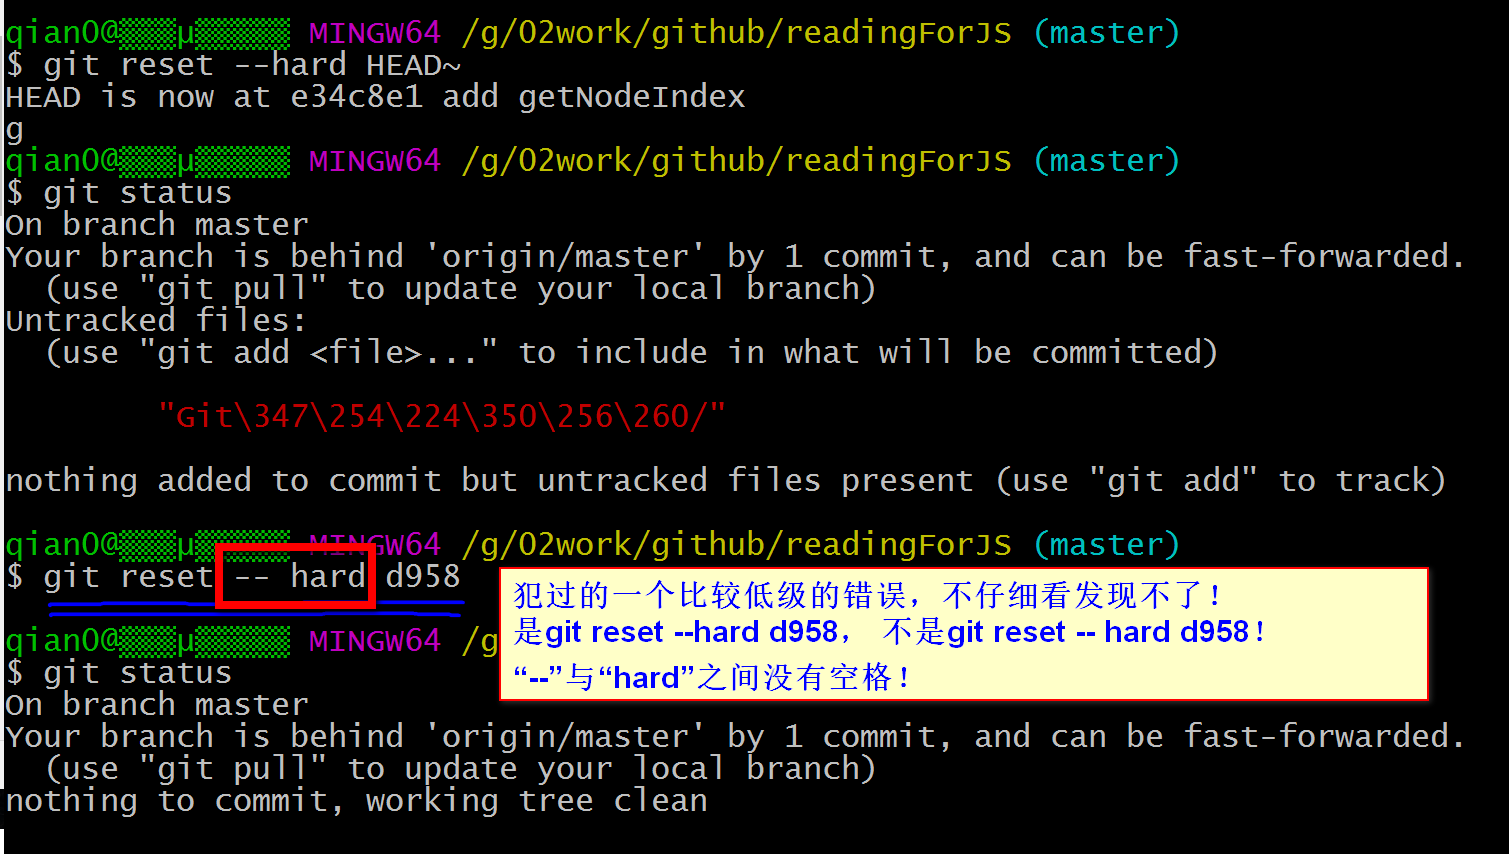 qian0@▒▒▒µ▒▒▒▒▒ MINGW64 /g/02work/github/readingForJS (master)
$ git reset --hard HEAD~
HEAD is now at e34c8e1 add getNodeIndex
g
qian0@▒▒▒µ▒▒▒▒▒ MINGW64 /g/02work/github/readingForJS (master)
$ git status
On branch master
Your branch is behind 'origin/master' by 1 commit, and can be fast-forwarded.
  (use "git pull" to update your local branch)
Untracked files:
  (use "git add <file>..." to include in what will be committed)
"Git\347\254\224\350\256\260/"
nothing added to commit but untracked files present (use "git add" to track)
qian0@▒▒▒µ▒▒▒▒▒ MINGW64 /g/02work/github/readingForJS (master)
$ git reset -- hard d958
犯过的一个比较低级的错误，不仔细看发现不了！
是git reset --hard d958， 不是git reset -- hard d958！
“--”与“hard”之间没有空格！
qian0@▒▒▒µ▒▒▒▒▒ MINGW64 /g
$ git status
On branch master
Your branch is behind 'origin/master' by 1 commit, and can be fast-forwarded.
  (use "git pull" to update your local branch)
nothing to commit, working tree clean